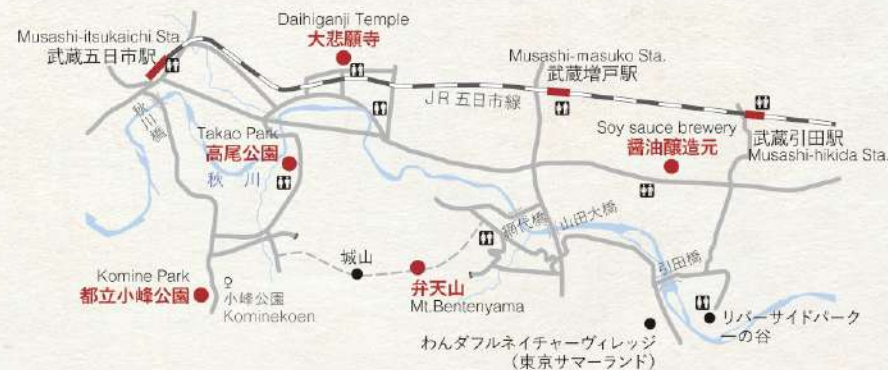 Daihiganji Temple
大悲願寺
Musashi-itsukaichi Sta.
武蔵五日市駅
Musashi-masuko Sta.
武蔵増戸駅
JR 五日市線
秋川橋
Takao Park
高尾公園
秋川
Soy sauce brewery
醤油醸造元
武蔵引田駅
Musashi-hikida Sta.
網代橋
山田大橋
引田橋
城山
弁天山
Mt.Bentenyama
Komine Park
都立小峰公園
小峰公園
Kominekoen
リバーサイドパーク
一の谷
わんダフルネイチャーヴィレッジ
(東京サマーランド)